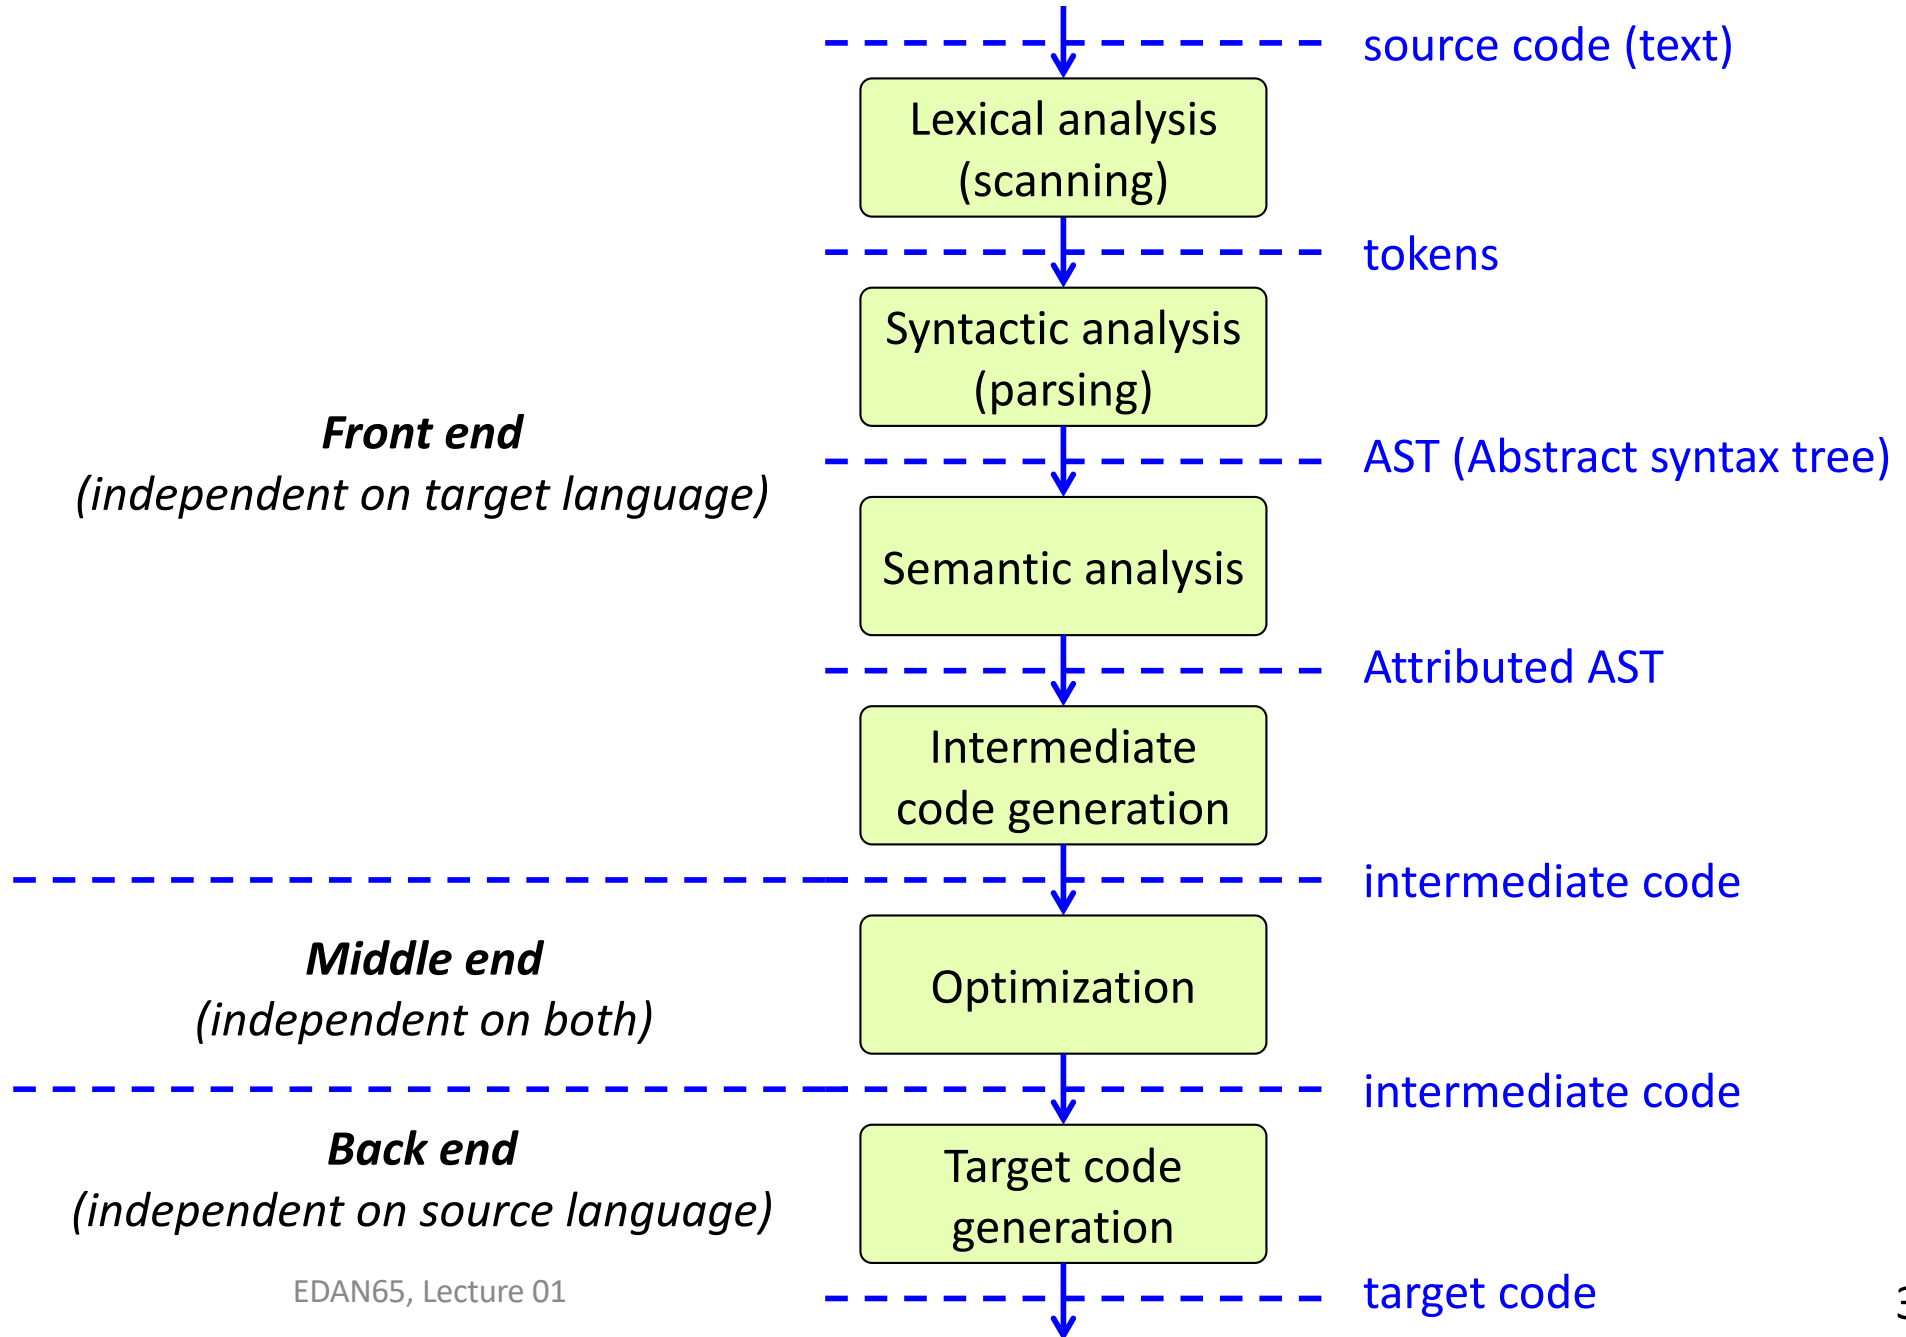 source code (text)
Lexical analysis
(scanning)
tokens
Syntactic analysis
(parsing)
Front end
(independent on target language)
AST (Abstract syntax tree)
Semantic analysis
Attributed AST
Intermediate
code generation
intermediate code
Middle end
(independent on both)
Optimization
intermediate code
Back end
(independent on source language)
Target code
generation
EDAN65, Lecture 01
target code